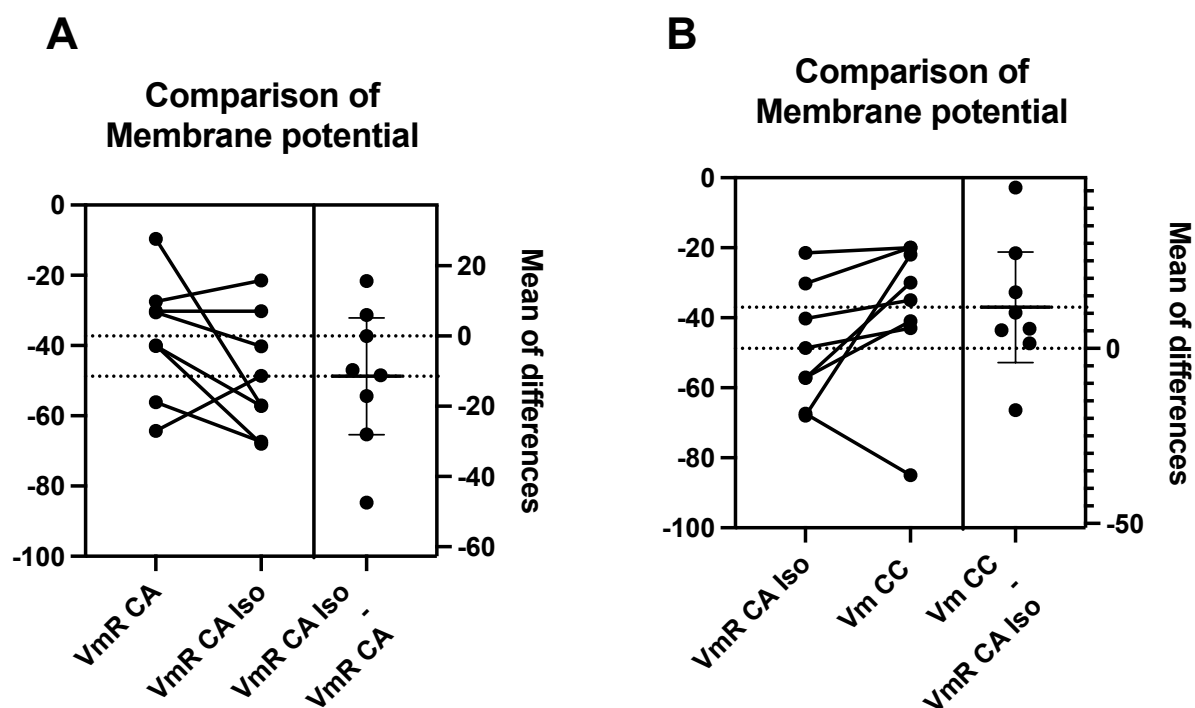 A
Comparison of
Membrane potential
0
-20
-40
-60
-80
-100
20
0
-20
-40
-60
Mean of differences
VmR CA
VmR CA Iso
VmR CA Iso
-
VmR CA
B
Comparison of
Membrane potential
0
-20
-40
-60
-80
-100
0
-50
Mean of differences
VmR CA Iso
Vm CC
Vm CC
-
VmR CA Iso